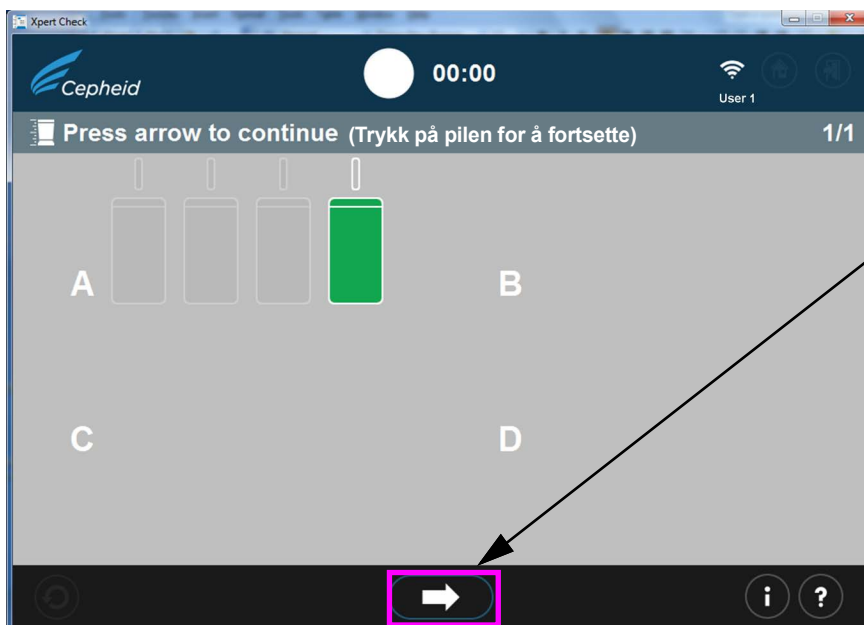 Xpert Check
Cepheid
00:00
User 1
Press arrow to continue (Trykk på pilen for å fortsette) 1/1
A
B
C
D
i ?